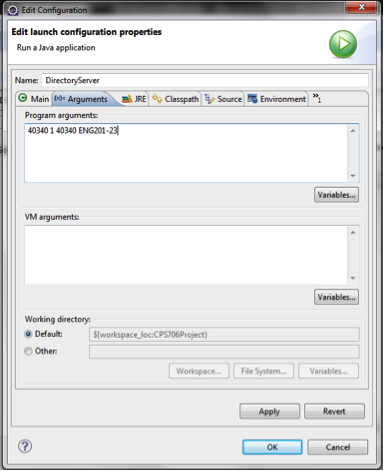 Edit Configuration
Edit launch configuration properties
Run a Java application
Name: DirectoryServer
Main (x)= Arguments JRE Classpath Source Environment »1
Program arguments:
40340 1 40340 ENG201-23
Variables...
VM arguments:
Variables...
Working directory:
Default: ${workspace_loc:CPS706Project}
Other:
Workspace... File System... Variables...
Apply Revert
? OK Cancel